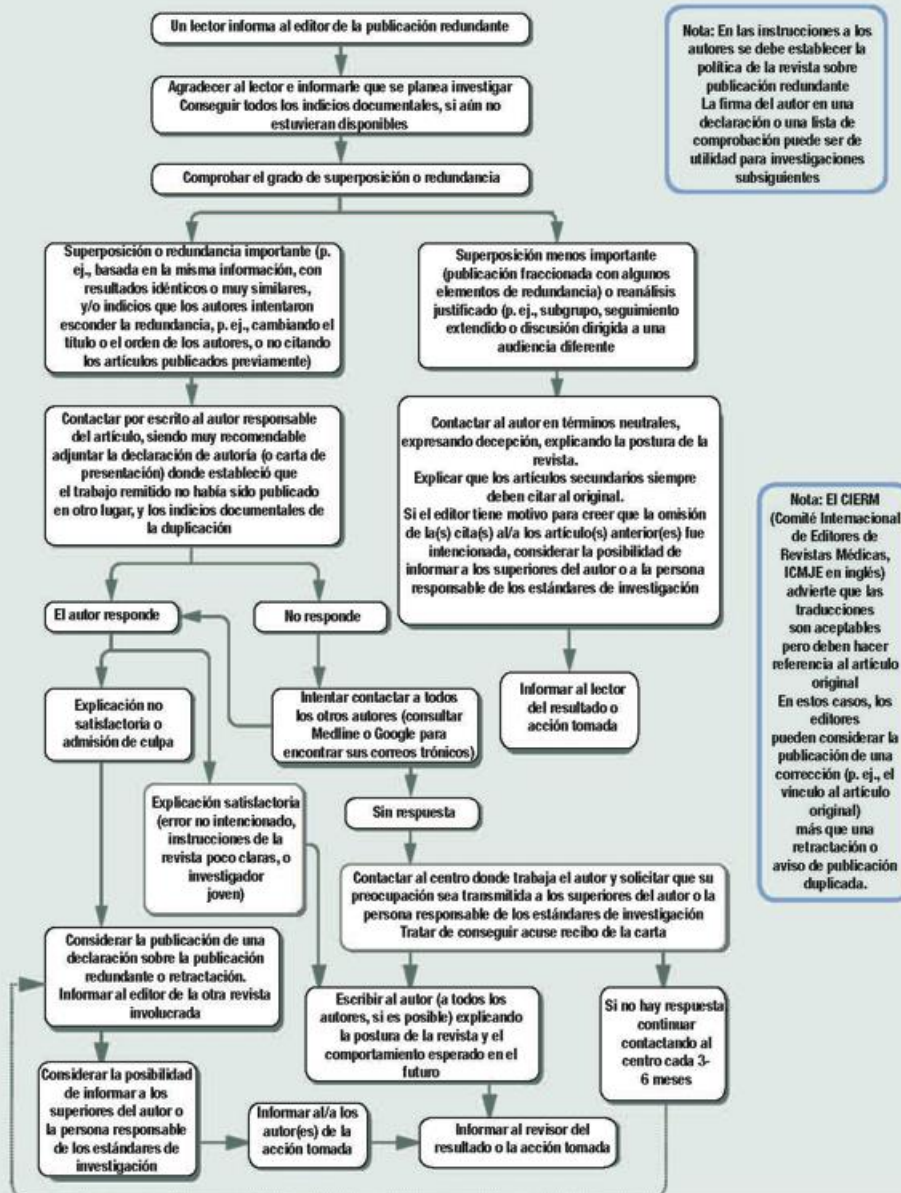 Un lector informa al editor de la publicación redundante
Agradecer al lector e informarle que se planea investigar
Conseguir todos los indicios documentales, si aún no
estuvieran disponibles
Comprobar el grado de superposición o redundancia
Nota: En las instrucciones a los
autores se debe establecer la
política de la revista sobre
publicación redundante
La firma del autor en una
declaración o una lista de
comprobación puede ser de
utilidad para investigaciones
subsiguientes
Superposición o redundancia importante (p.
ej., basada en la misma información, con
resultados idénticos o muy similares,
y/o indicios que los autores intentaron
esconder la redundancia, p. ej., cambiando el
título o el orden de los autores, o no citando
los artículos publicados previamente)
Superposición menos importante
(publicación fraccionada con algunos
elementos de redundancia) o reanálisis
justificado (p. ej., subgrupo, seguimiento
extendido o discusión dirigida a una
audiencia diferente
Contactar por escrito al autor responsable
del artículo, siendo muy recomendable
adjuntar la declaración de autoría (o carta de
presentación) donde estableció que
el trabajo remitido no había sido publicado
en otro lugar, y los indicios documentales de
la duplicación
Contactar al autor en términos neutrales,
expresando decepción, explicando la postura de la
revista.
Explicar que los artículos secundarios siempre
deben citar al original.
Si el editor tiene motivo para creer que la omisión
de la(s) cita(s) al/a los artículo(s) anterior(es) fue
intencionada, considerar la posibilidad de
informar a los superiores del autor o a la persona
responsable de los estándares de investigación
Nota: El CIERM
(Comité Internacional
de Editores de
Revistas Médicas,
ICMJE en inglés)
advierte que las
traducciones
son aceptables
pero deben hacer
referencia al artículo
original
En estos casos, los
editores
pueden considerar la
publicación de una
corrección (p. ej., el
vínculo al artículo
original)
más que una
retractación o
aviso de publicación
duplicada.
El autor responde
No responde
Explicación no
satisfactoria o
admisión de culpa
Intentar contactar a todos
los otros autores (consultar
Medline o Google para
encontrar sus correos trónicos)
Informar al lector
del resultado o
acción tomada
Explicación satisfactoria
(error no intencionado,
instrucciones de la
revista poco claras, o
investigador
joven)
Sin respuesta
Contactar al centro donde trabaja el autor y solicitar que su
preocupación sea transmitida a los superiores del autor o la
persona responsable de los estándares de investigación
Tratar de conseguir acuse recibo de la carta
Considerar la publicación de una
declaración sobre la publicación
redundante o retractación.
Informar al editor de la otra revista
involucrada
Escribir al autor (a todos los
autores, si es posible) explicando
la postura de la revista y el
comportamiento esperado en el
futuro
Si no hay respuesta
continuar
contactando al
centro cada 3-
6 meses
Considerar la posibilidad
de informar a los
superiores del autor o
la persona responsable
de los estándares de
investigación
Informar al/a los
autor(es) de la
acción tomada
Informar al revisor del
resultado o la acción tomada